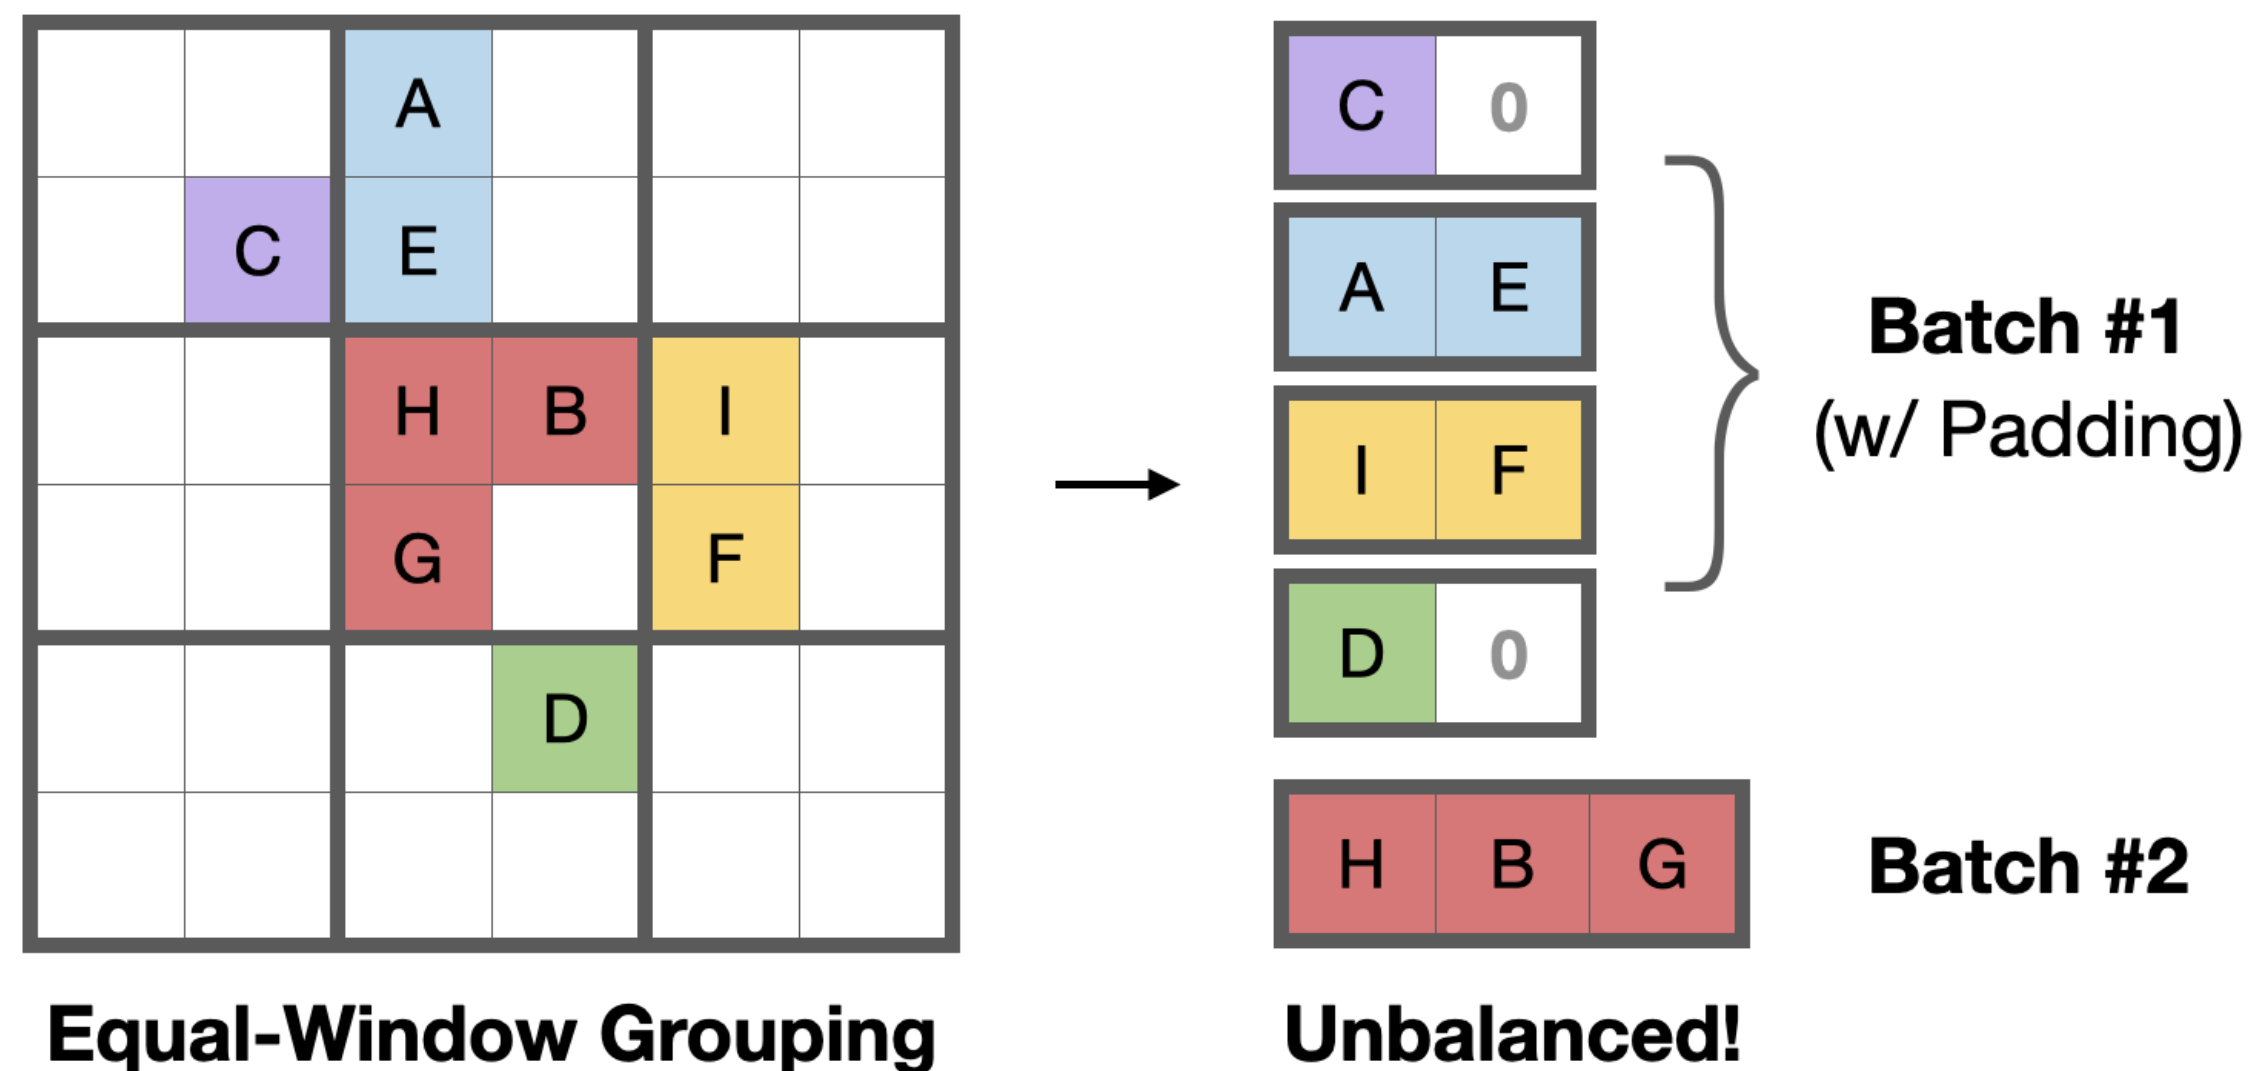 A
C E
H B I
G F
D
Equal-Window Grouping
C 0
A E
I F
D 0
Batch #1
(w/ Padding)
H B G
Batch #2
Unbalanced!